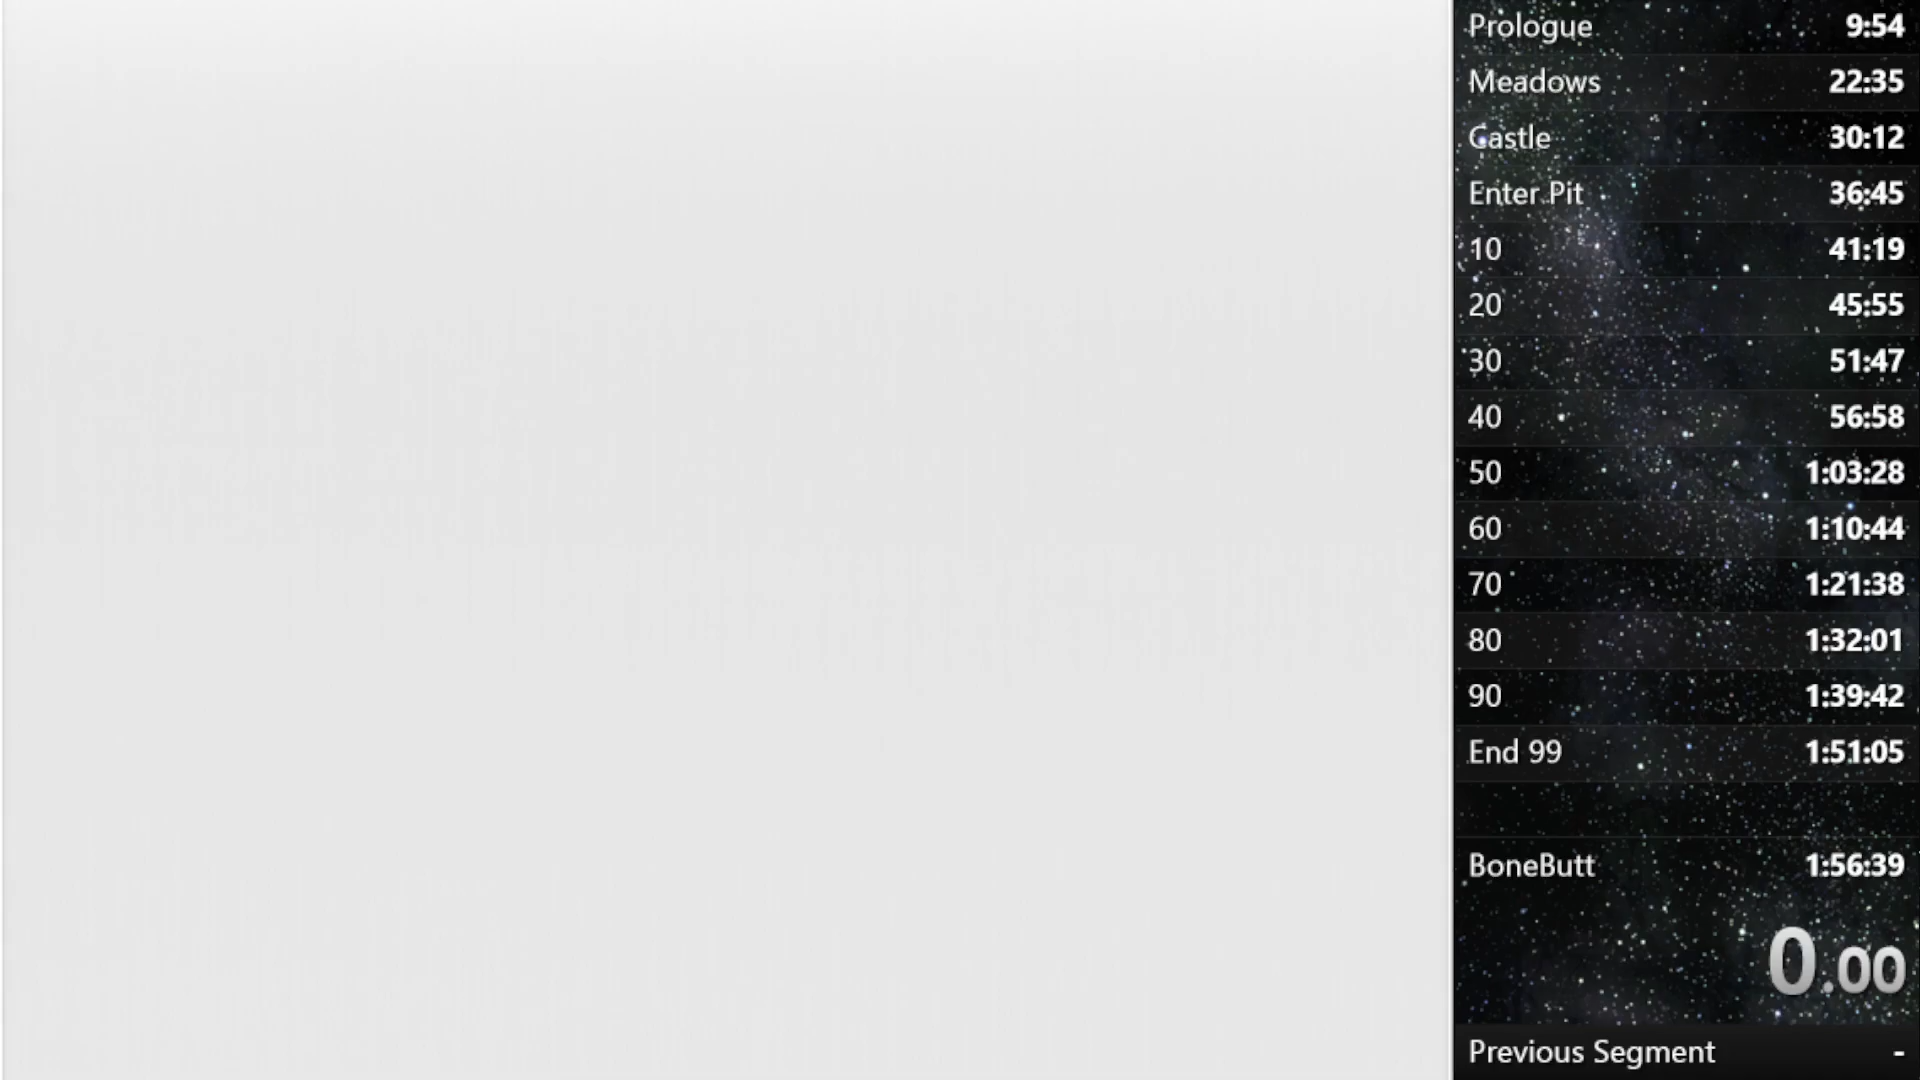 Prologue 9:54
Meadows 22:35
Castle 30:12
Enter Pit 36:45
10 41:19
20 45:55
30 51:47
40 56:58
50 1:03:28
60 1:10:44
70 1:21:38
80 1:32:01
90 1:39:42
End 99 1:51:05
BoneButt 1:56:39
0.00
Previous Segment -